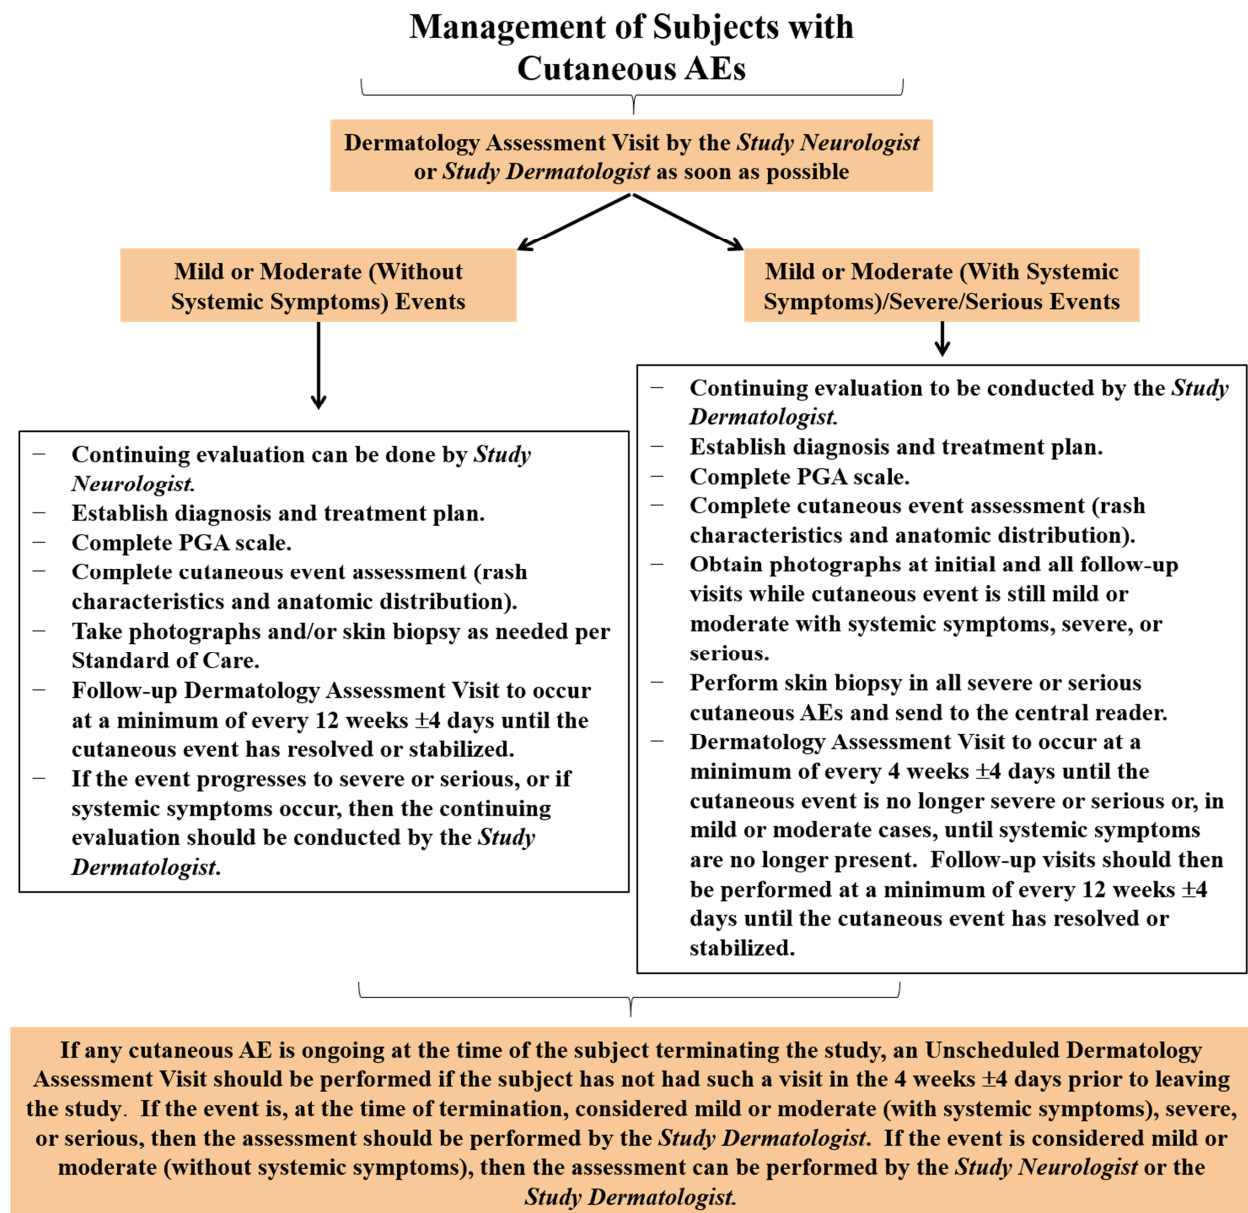 Management of Subjects with
Cutaneous AEs
Dermatology Assessment Visit by the Study Neurologist
or Study Dermatologist as soon as possible
Mild or Moderate (Without
Systemic Symptoms) Events
Mild or Moderate (With Systemic
Symptoms)/Severe/Serious Events
– Continuing evaluation can be done by Study
Neurologist.
– Establish diagnosis and treatment plan.
– Complete PGA scale.
– Complete cutaneous event assessment (rash
characteristics and anatomic distribution).
– Take photographs and/or skin biopsy as needed per
Standard of Care.
– Follow-up Dermatology Assessment Visit to occur
at a minimum of every 12 weeks ±4 days until the
cutaneous event has resolved or stabilized.
– If the event progresses to severe or serious, or if
systemic symptoms occur, then the continuing
evaluation should be conducted by the Study
Dermatologist.
– Continuing evaluation to be conducted by the Study
Dermatologist.
– Establish diagnosis and treatment plan.
– Complete PGA scale.
– Complete cutaneous event assessment (rash
characteristics and anatomic distribution).
– Obtain photographs at initial and all follow-up
visits while cutaneous event is still mild or
moderate with systemic symptoms, severe, or
serious.
– Perform skin biopsy in all severe or serious
cutaneous AEs and send to the central reader.
– Dermatology Assessment Visit to occur at a
minimum of every 4 weeks ±4 days until the
cutaneous event is no longer severe or serious or, in
mild or moderate cases, until systemic symptoms
are no longer present. Follow-up visits should then
be performed at a minimum of every 12 weeks ±4
days until the cutaneous event has resolved or
stabilized.
If any cutaneous AE is ongoing at the time of the subject terminating the study, an Unscheduled Dermatology
Assessment Visit should be performed if the subject has not had such a visit in the 4 weeks ±4 days prior to leaving
the study. If the event is, at the time of termination, considered mild or moderate (with systemic symptoms), severe,
or serious, then the assessment should be performed by the Study Dermatologist. If the event is considered mild or
moderate (without systemic symptoms), then the assessment can be performed by the Study Neurologist or the
Study Dermatologist.